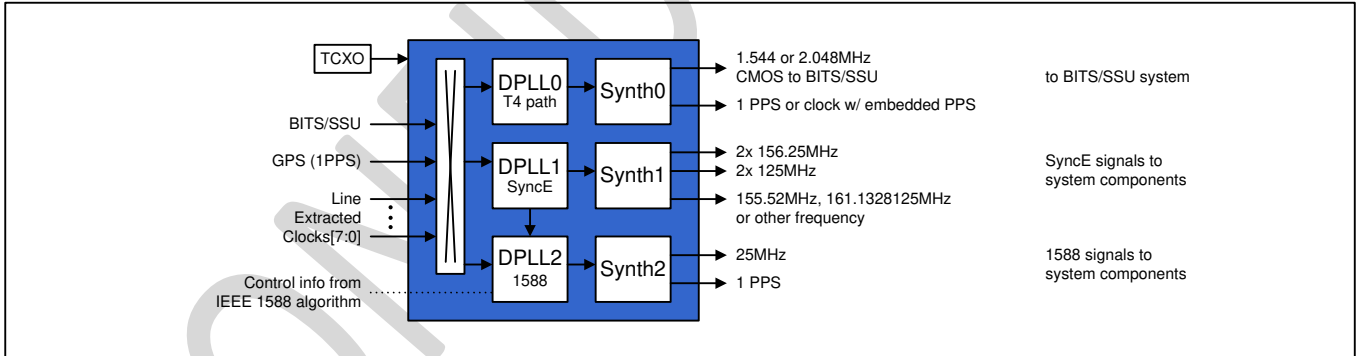 TCXO
BITS/SSU
GPS (1PPS)
Line
Extracted
Clocks[7:0]
Control info from
IEEE 1588 algorithm
DPLL0
T4 path
Synth0
DPLL1
SyncE
Synth1
DPLL2
1588
Synth2
1.544 or 2.048MHz
CMOS to BITS/SSU
1 PPS or clock w/ embedded PPS
2x 156.25MHz
2x 125MHz
155.52MHz, 161.1328125MHz
or other frequency
25MHz
1 PPS
to BITS/SSU system
SyncE signals to
system components
1588 signals to
system components